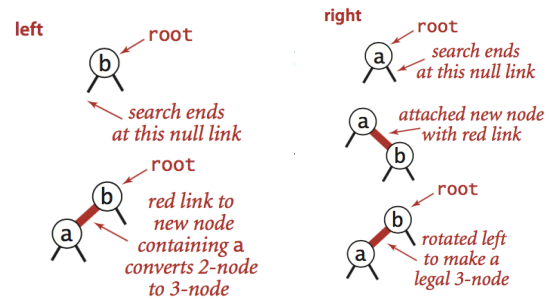 left
root
b
search ends
at this null link
root
b
a
red link to
new node
containing a
converts 2-node
to 3-node
right
root
a
search ends
at this null link
a
attached new node
with red link
b
root
b
a
rotated left
to make a
legal 3-node